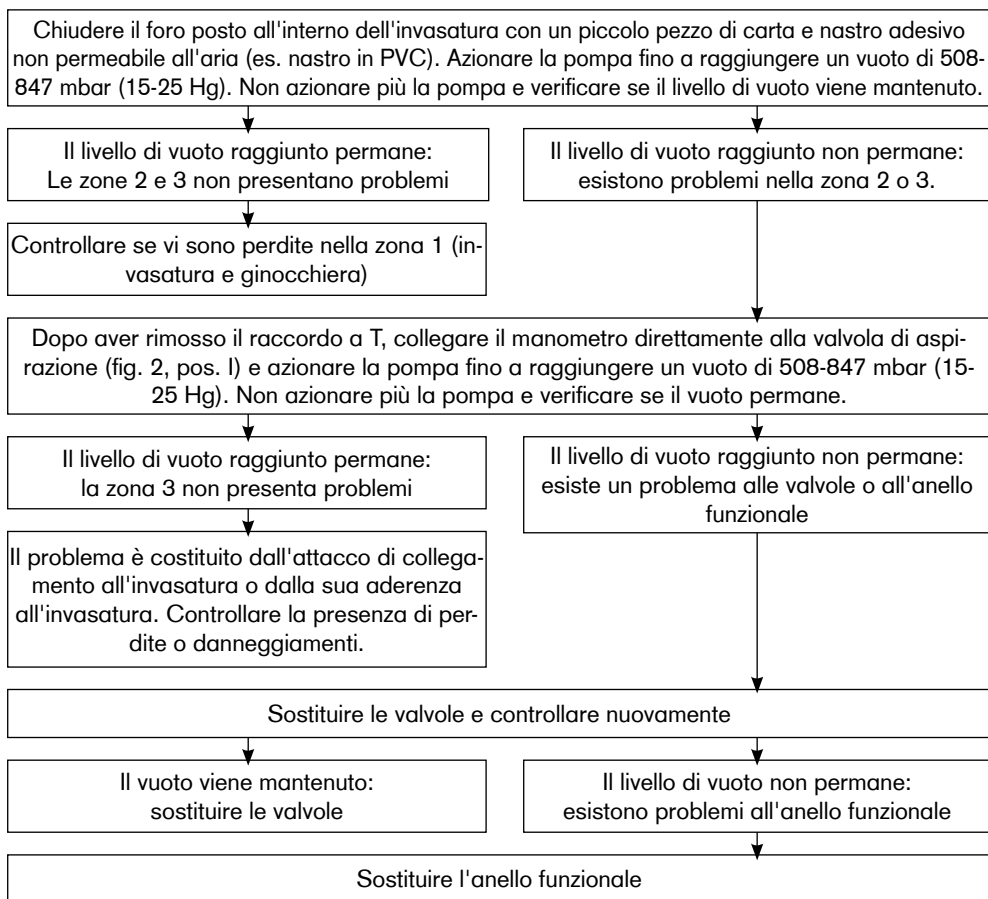 Chiudere il foro posto all'interno dell'invasatura con un piccolo pezzo di carta e nastro adesivo
non permeabile all'aria (es. nastro in PVC). Azionare la pompa fino a raggiungere un vuoto di 508-
847 mbar (15-25 Hg). Non azionare più la pompa e verificare se il livello di vuoto viene mantenuto.
Il livello di vuoto raggiunto permane:
Le zone 2 e 3 non presentano problemi
Il livello di vuoto raggiunto non permane:
esistono problemi nella zona 2 o 3.
Controllare se vi sono perdite nella zona 1 (in-
vasatura e ginocchiera)
Dopo aver rimosso il raccordo a T, collegare il manometro direttamente alla valvola di aspi-
razione (fig. 2, pos. I) e azionare la pompa fino a raggiungere un vuoto di 508-847 mbar (15-
25 Hg). Non azionare più la pompa e verificare se il vuoto permane.
Il livello di vuoto raggiunto permane:
la zona 3 non presenta problemi
Il livello di vuoto raggiunto non permane:
esiste un problema alle valvole o all'anello
funzionale
Il problema è costituito dall'attacco di collega-
mento all'invasatura o dalla sua aderenza
all'invasatura. Controllare la presenza di per-
dite o danneggiamenti.
Sostituire le valvole e controllare nuovamente
Il vuoto viene mantenuto:
sostituire le valvole
Il livello di vuoto non permane:
esistono problemi all'anello funzionale
Sostituire l'anello funzionale